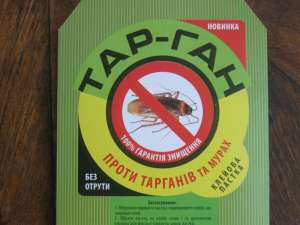 НОВИНКА
ТАР-ГАН
100% ГАРАНТІЯ ЗНИЩЕННЯ
ПРОТИ ТАРГАНІВ ТА МУРАХ
БЕЗ
ОТРУТИ
КЛЕЙОВА
ПАСТКА
Застосування: